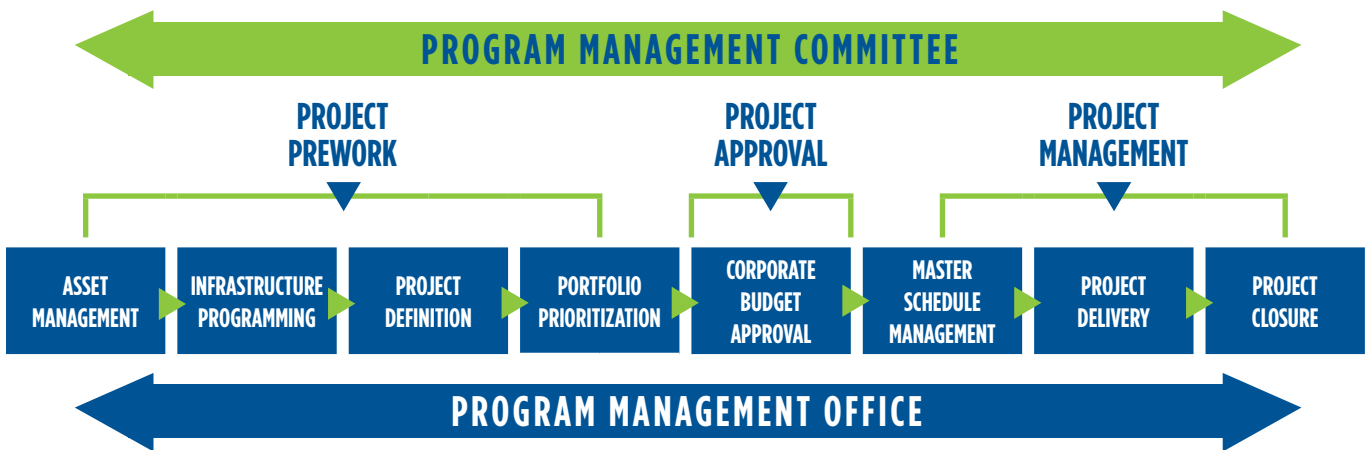 PROGRAM MANAGEMENT COMMITTEE
PROJECT
PREWORK
PROJECT
APPROVAL
PROJECT
MANAGEMENT
ASSET
MANAGEMENT
INFRASTRUCTURE
PROGRAMMING
PROJECT
DEFINITION
PORTFOLIO
PRIORITIZATION
CORPORATE
BUDGET
APPROVAL
MASTER
SCHEDULE
MANAGEMENT
PROJECT
DELIVERY
PROJECT
CLOSURE
PROGRAM MANAGEMENT OFFICE